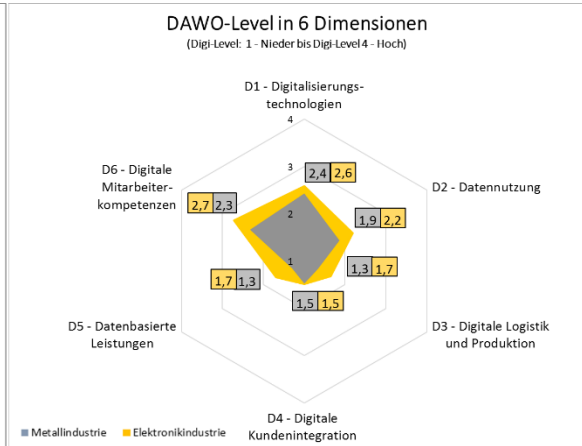 DAWO-Level in 6 Dimensionen
(Digi-Level: 1 - Nieder bis Digi-Level 4 - Hoch)
D1 - Digitalisierungs-
technologien
4
3
2,4 2,6
D6 - Digitale
Mitarbeiter-
kompetenzen
2,7 2,3
D2 - Datennutzung
2
1,9 2,2
1
1,3 1,7
1,7 1,3
1,5 1,5
D5 - Datenbasierte
Leistungen
D3 - Digitale Logistik
und Produktion
D4 - Digitale
Kundenintegration
Metallindustrie Elektronikindustrie